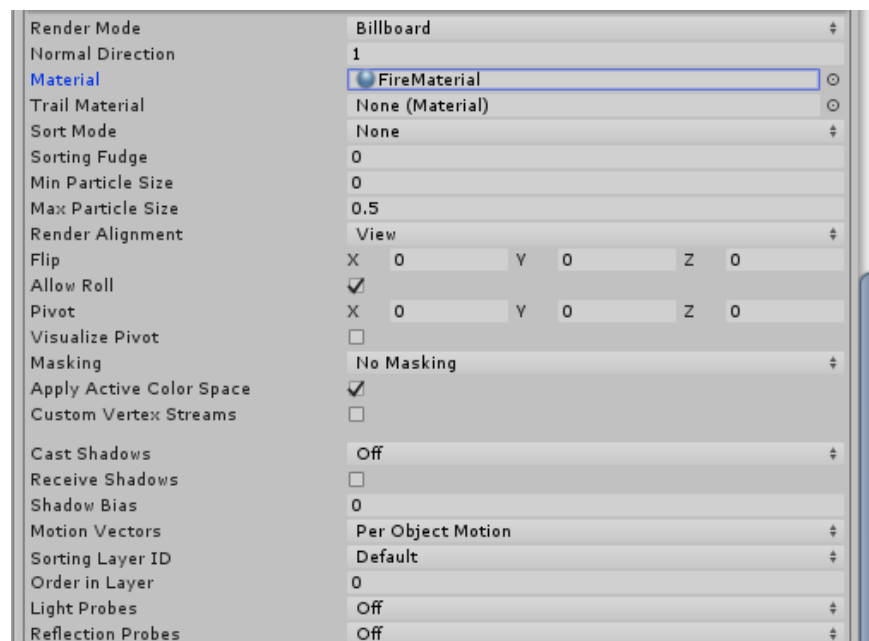 Render Mode Billboard
Normal Direction 1
Material FireMaterial
Trail Material None (Material)
Sort Mode None
Sorting Fudge 0
Min Particle Size 0
Max Particle Size 0.5
Render Alignment View
Flip X 0 Y 0 Z 0
Allow Roll
Pivot X 0 Y 0 Z 0
Visualize Pivot
Masking No Masking
Apply Active Color Space
Custom Vertex Streams
Cast Shadows Off
Receive Shadows
Shadow Bias 0
Motion Vectors Per Object Motion
Sorting Layer ID Default
Order in Layer 0
Light Probes Off
Reflection Probes Off